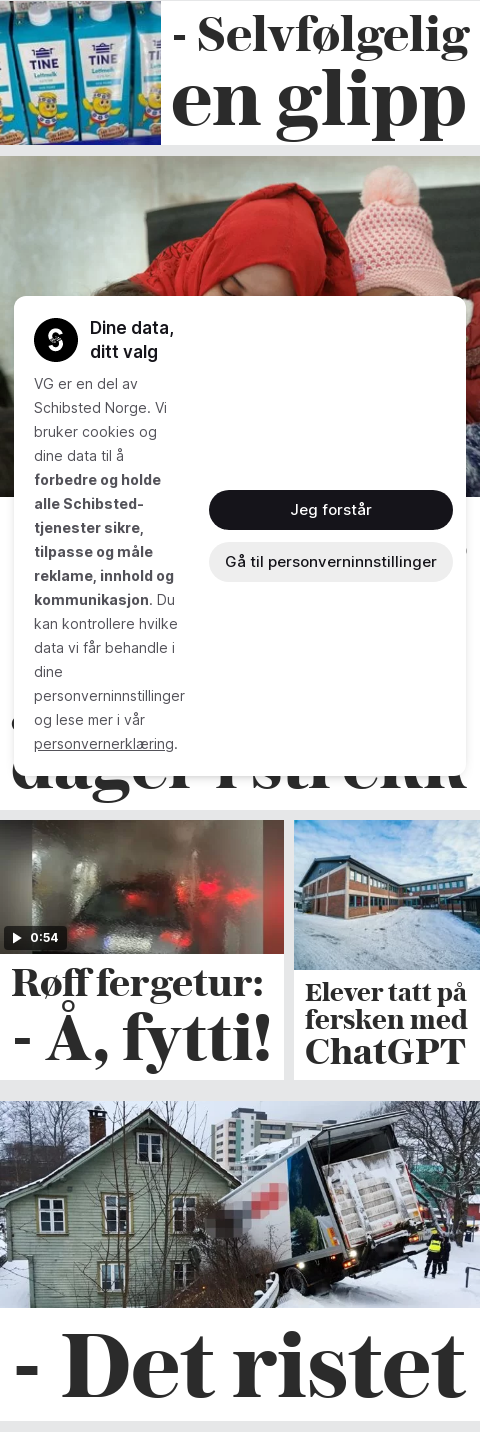 TINE
Lettmelk
TINE
Lettmelk
TINE
- Selvfølgelig
en glipp
Dine data,
ditt valg
VG er en del av
Schibsted Norge. Vi
bruker cookies og
dine data til å
forbedre og holde
alle Schibsted-
tjenester sikre,
tilpasse og måle
reklame, innhold og
kommunikasjon. Du
kan kontrollere hvilke
data vi får behandle i
dine
personverninnstillinger
og lese mer i vår
personvernerklæring.
Jeg forstår
Gå til personverninnstillinger
dager i strekk
0:54
Røff fergetur:
- Å, fytti!
Elever tatt på
fersken med
ChatGPT
- Det ristet